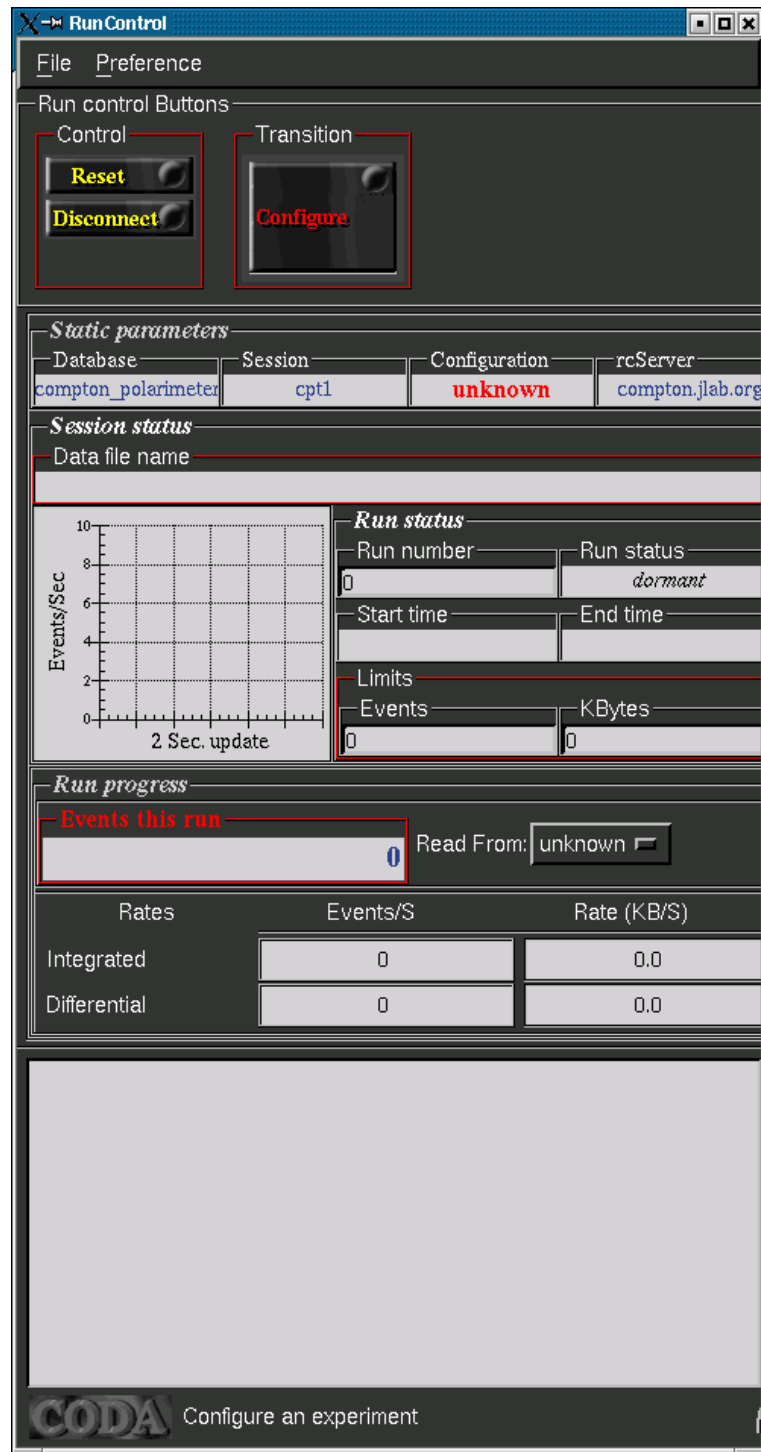 RunControl
File Preference
Run control Buttons
Control Transition
Reset
Disconnect Configure
Static parameters
Database Session Configuration rcServer
compton_polarimeter cpt1 unknown compton.jlab.org
Session status
Data file name
Run status
Run number Run status
0 dormant
Start time End time
Limits
Events KBytes
0 0
Events/Sec
10
8
6
4
2
0
2 Sec. update
Run progress
Events this run
0 Read From: unknown
Rates Events/S Rate (KB/S)
Integrated 0 0.0
Differential 0 0.0
CODA Configure an experiment